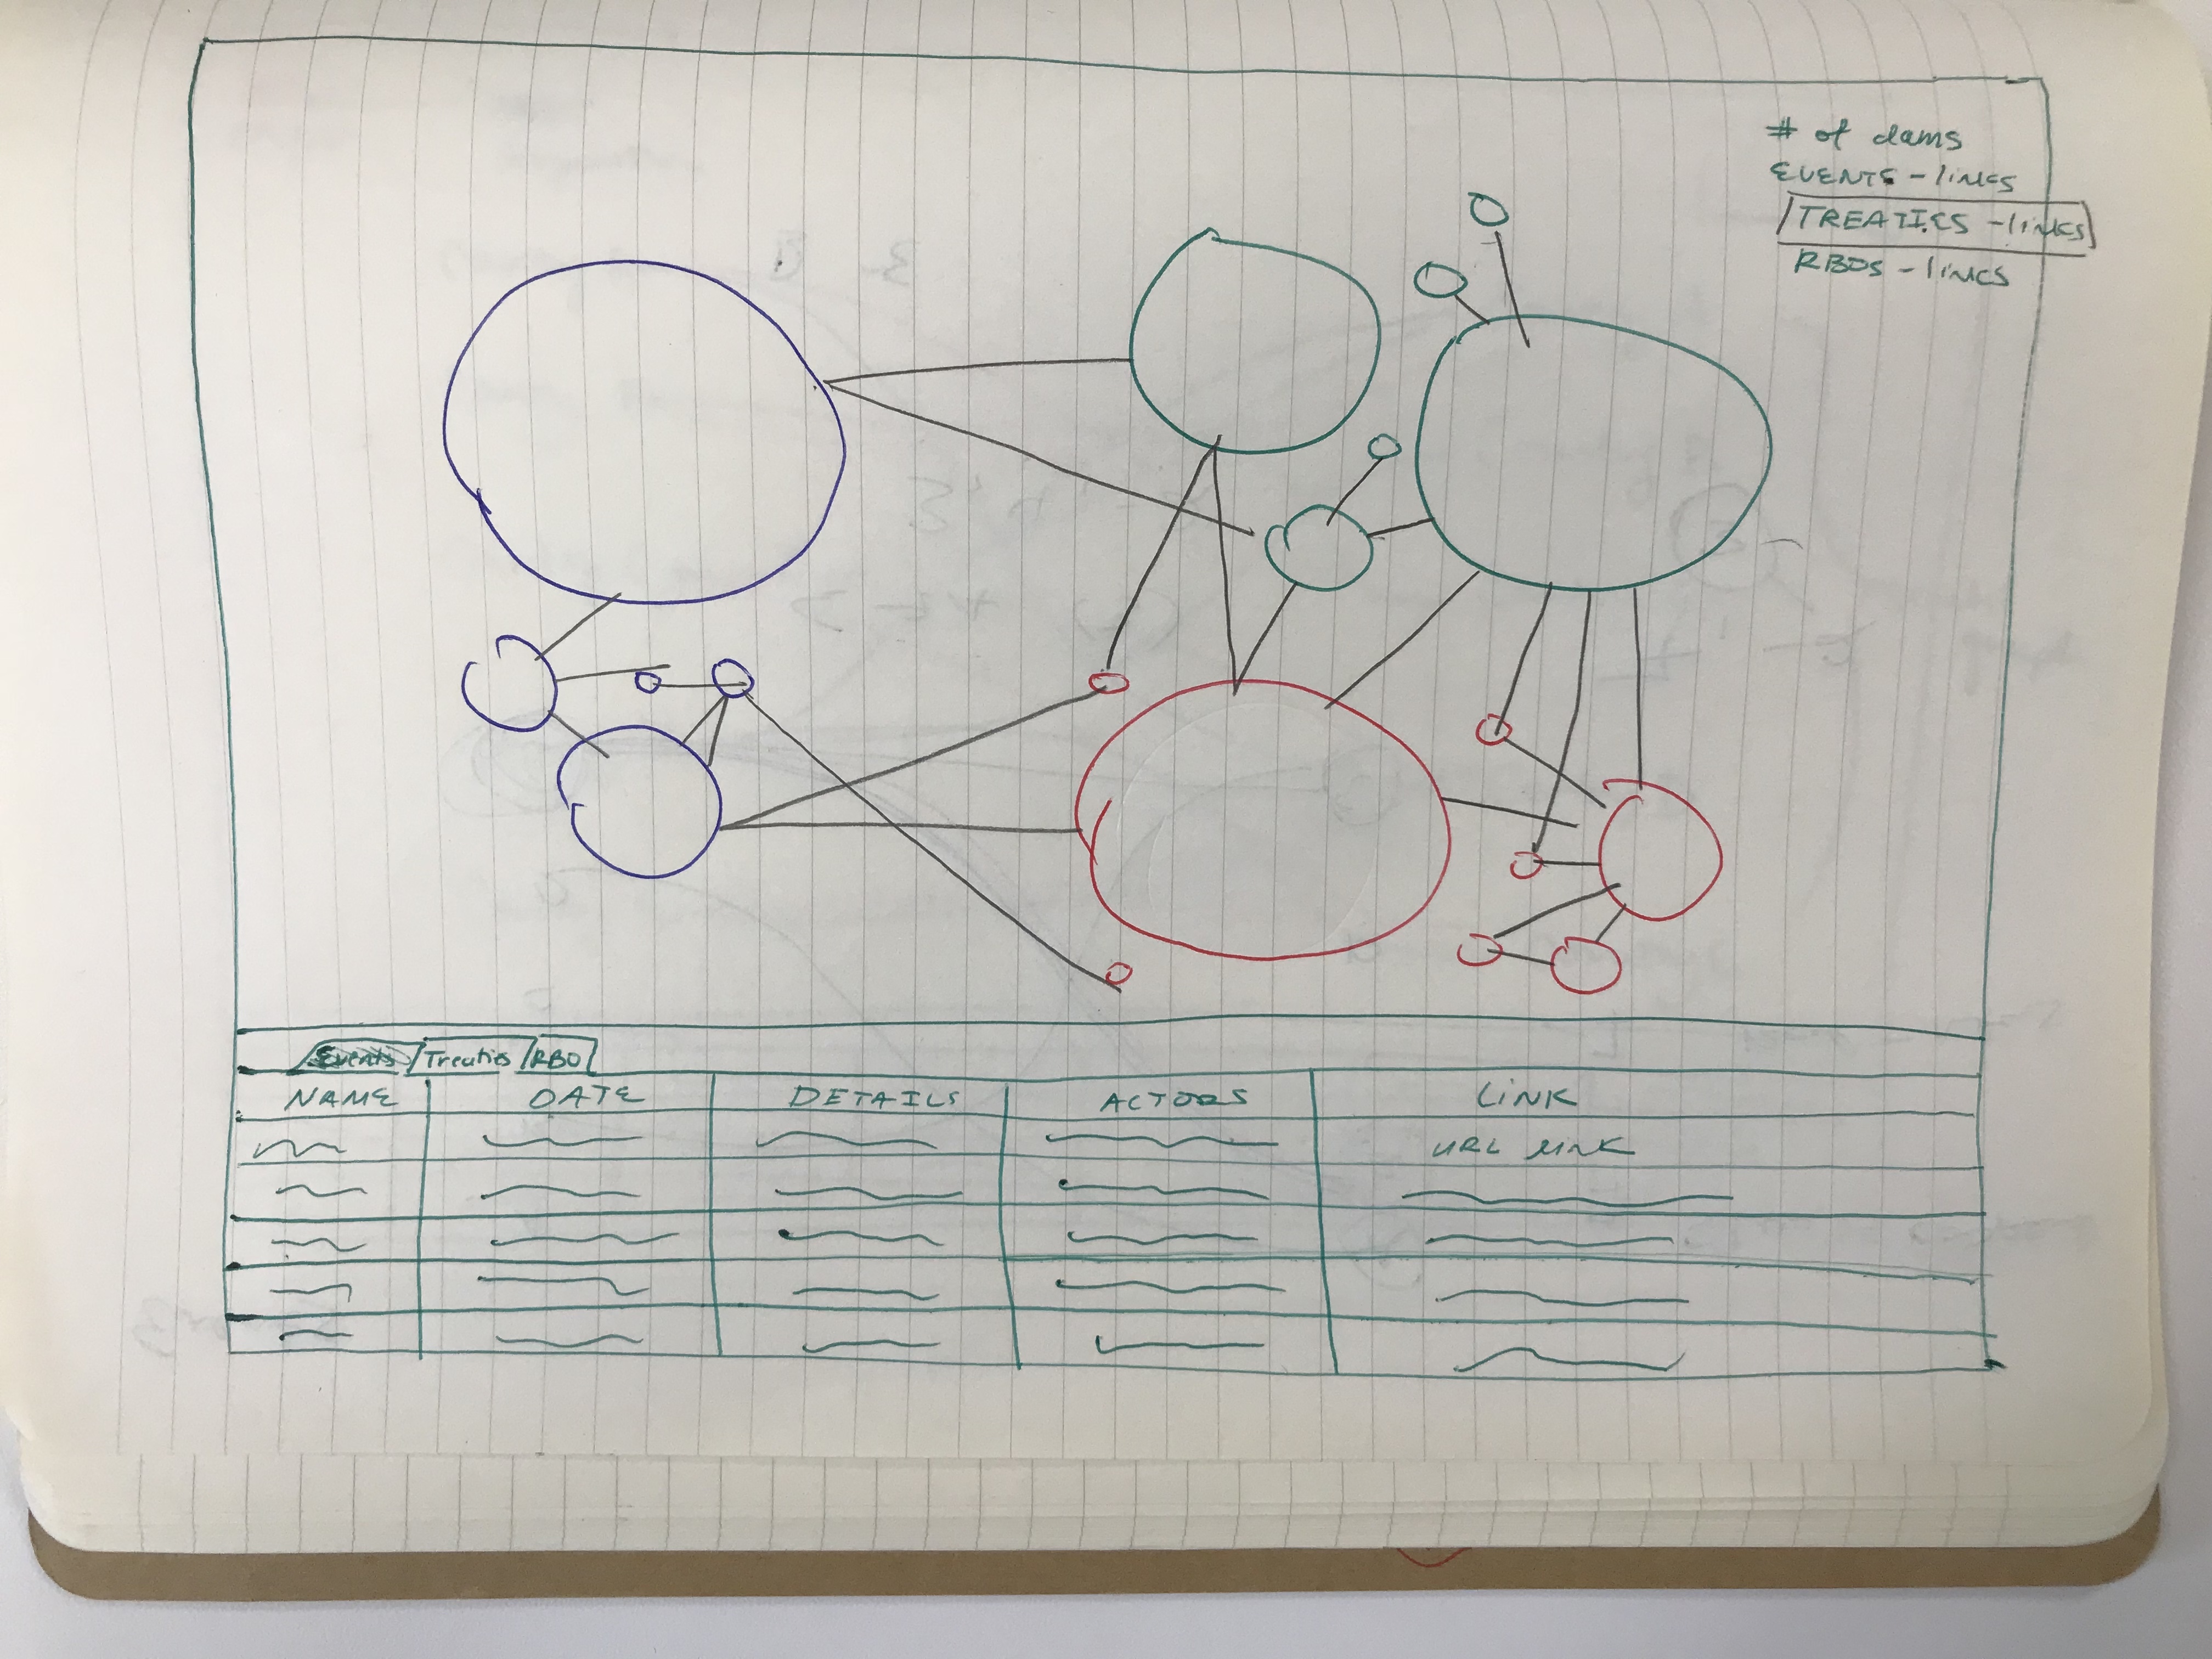 # of dams
EVENTS - links
TREATIES - links
RBOS - links
Events Treaties RBO
NAME DATE DETAILS ACTORS LINK
URL LINK